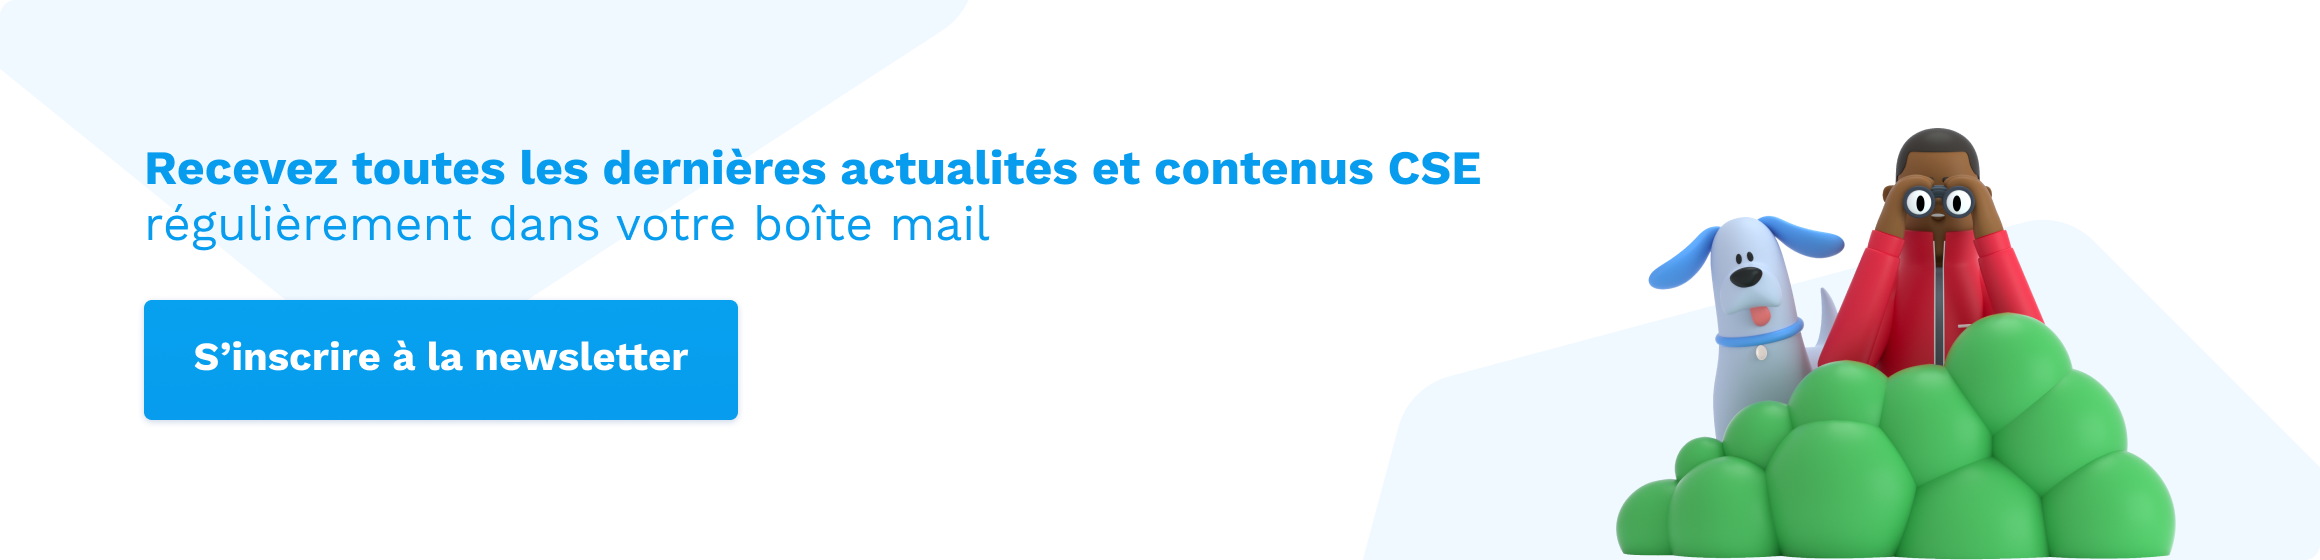 Recevez toutes les dernières actualités et contenus CSE
régulièrement dans votre boîte mail
S’inscrire à la newsletter